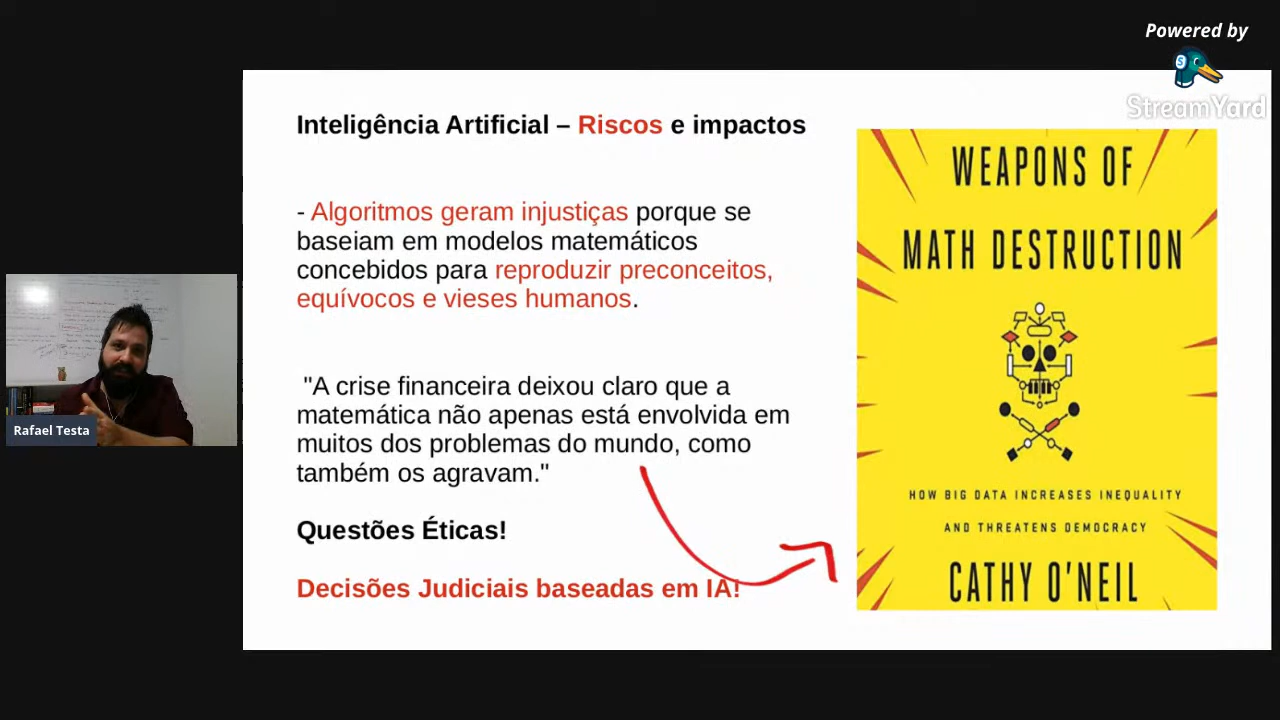 Powered by
StreamYard
Inteligência Artificial – Riscos e impactos
- Algoritmos geram injustiças porque se
baseiam em modelos matemáticos
concebidos para reproduzir preconceitos,
equívocos e vieses humanos.
"A crise financeira deixou claro que a
matemática não apenas está envolvida em
muitos dos problemas do mundo, como
também os agravam."
Questões Éticas!
Decisões Judiciais baseadas em IA!
WEAPONS OF
MATH DESTRUCTION
HOW BIG DATA INCREASES INEQUALITY
AND THREATENS DEMOCRACY
CATHY O'NEIL
Rafael Testa